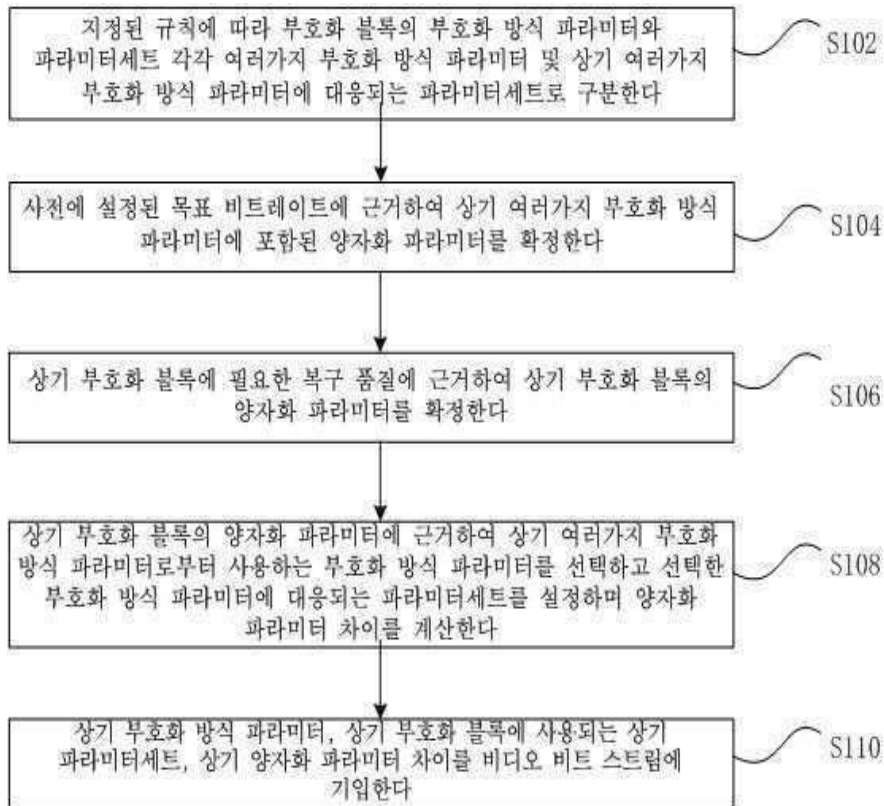 지정된 규칙에 따라 부호화 블록의 부호화 방식 파라미터와
파라미터세트 각각 여러가지 부호화 방식 파라미터 및 상기 여러가지
부호화 방식 파라미터에 대응되는 파라미터세트로 구분한다
S102
사전에 설정된 목표 비트레이트에 근거하여 상기 여러가지 부호화 방식
파라미터에 포함된 양자화 파라미터를 확정한다
S104
상기 부호화 블록에 필요한 복구 품질에 근거하여 상기 부호화 블록의
양자화 파라미터를 확정한다
S106
상기 부호화 블록의 양자화 파라미터에 근거하여 상기 여러가지 부호화
방식 파라미터로부터 사용하는 부호화 방식 파라미터를 선택하고 선택한
부호화 방식 파라미터에 대응되는 파라미터세트를 설정하며 양자화
파라미터 차이를 계산한다
S108
상기 부호화 방식 파라미터, 상기 부호화 블록에 사용되는 상기
파라미터세트, 상기 양자화 파라미터 차이를 비디오 비트 스트림에
기입한다
S110